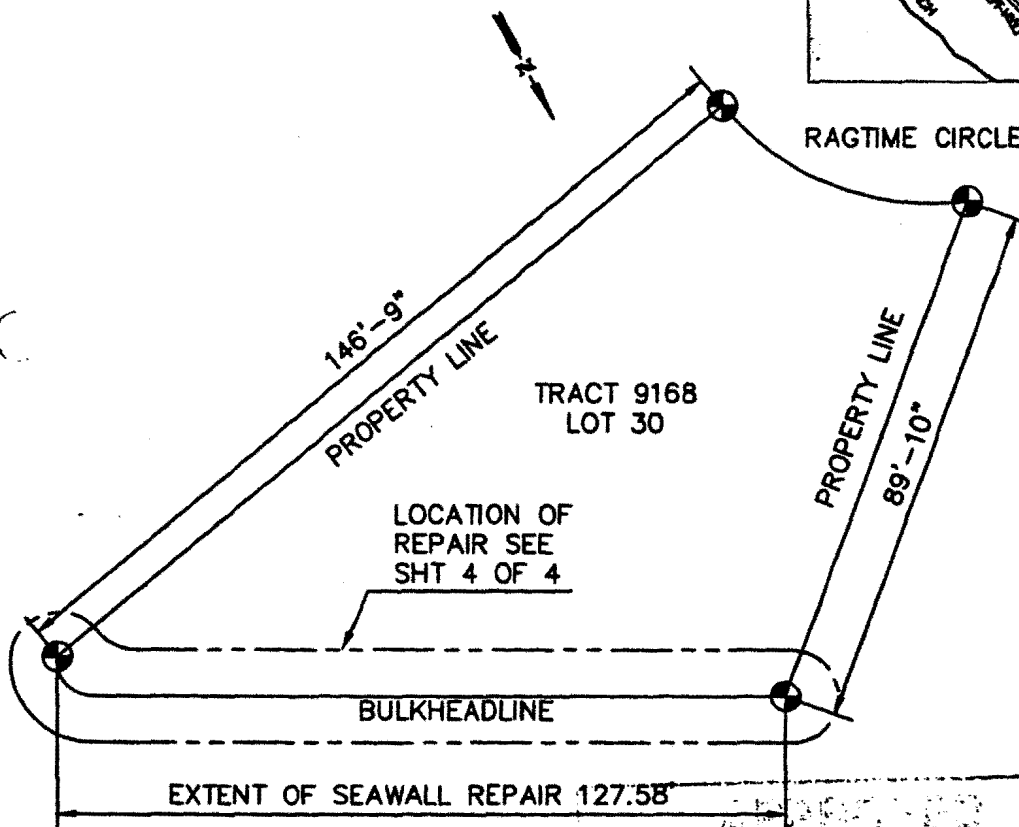 N
RAGTIME CIRCLE
146'-9"
PROPERTY LINE
TRACT 9168
LOT 30
PROPERTY LINE
89'-10"
LOCATION OF
REPAIR SEE
SHT 4 OF 4
BULKHEADLINE
EXTENT OF SEAWALL REPAIR 127.58'